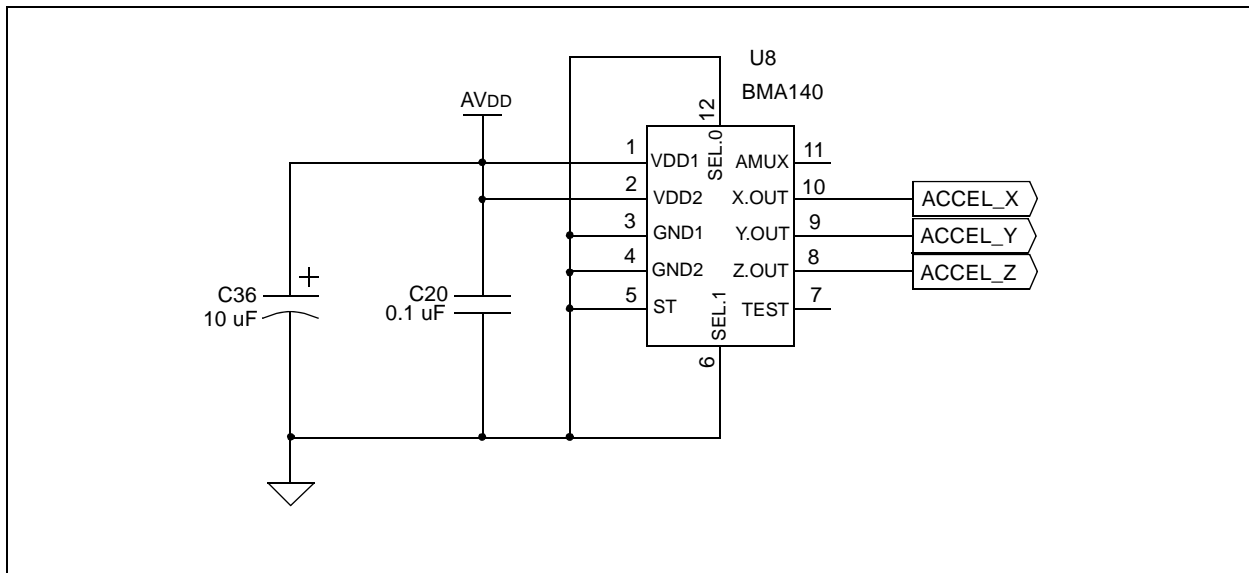 U8
BMA140
AVDD
12
SEL.0
1
VDD1
AMUX
11
2
VDD2
X.OUT
10
ACCEL_X
3
GND1
Y.OUT
9
ACCEL_Y
4
GND2
Z.OUT
8
ACCEL_Z
5
ST
TEST
7
SEL.1
6
+
C36
10 uF
C20
0.1 uF